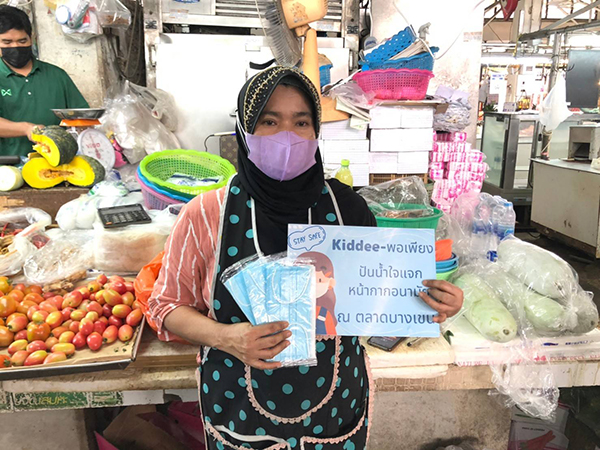 STAY SAFE
Kiddee-พอเพียง
ปันน้ำใจแจก
หน้ากากอนามัย
ณ ตลาดบางเขน